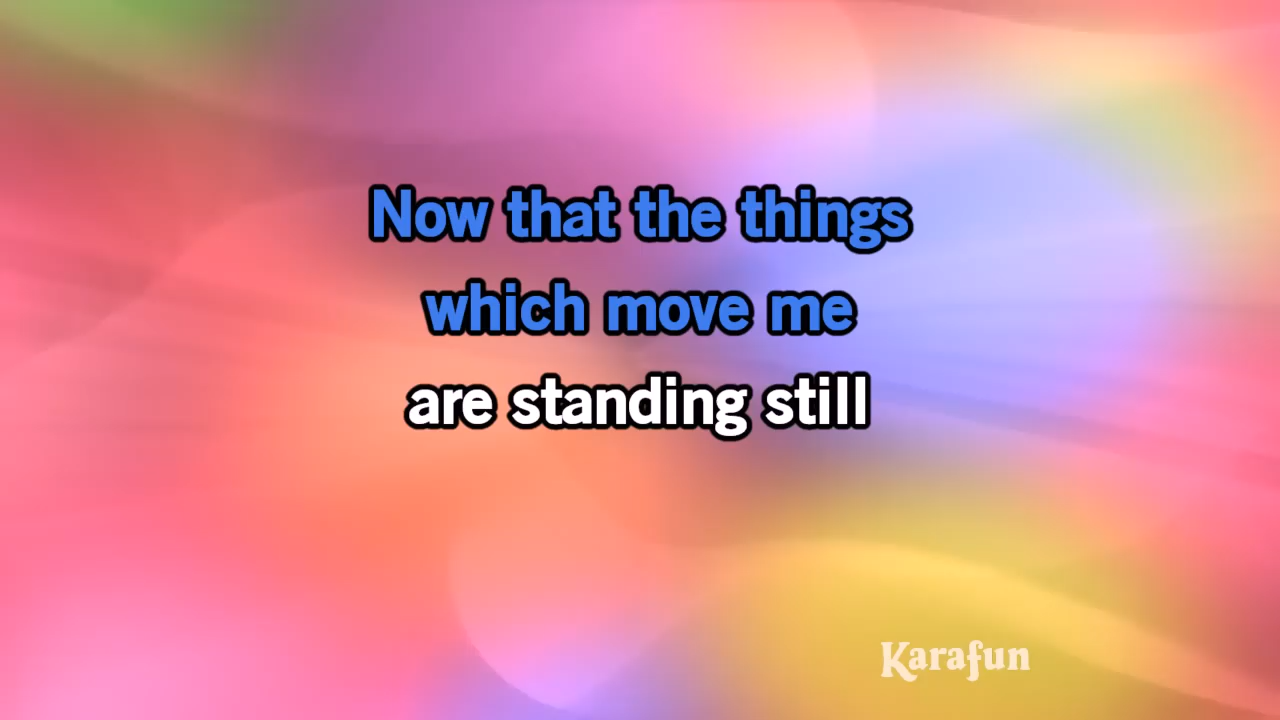 Now that the things
which move me
are standing still
Karafun